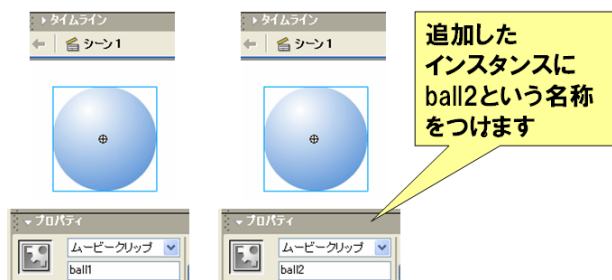 タイムライン
シーン1
プロパティ
ムービークリップ
ball1
タイムライン
シーン1
プロパティ
ムービークリップ
ball2
追加した
インスタンスに
ball2という名称
をつけます